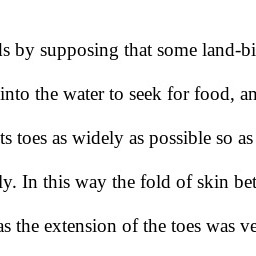 ls by supposing that some land-bi
into the water to seek for food, an
ts toes as widely as possible so as
ly. In this way the fold of skin bet
as the extension of the toes was ve